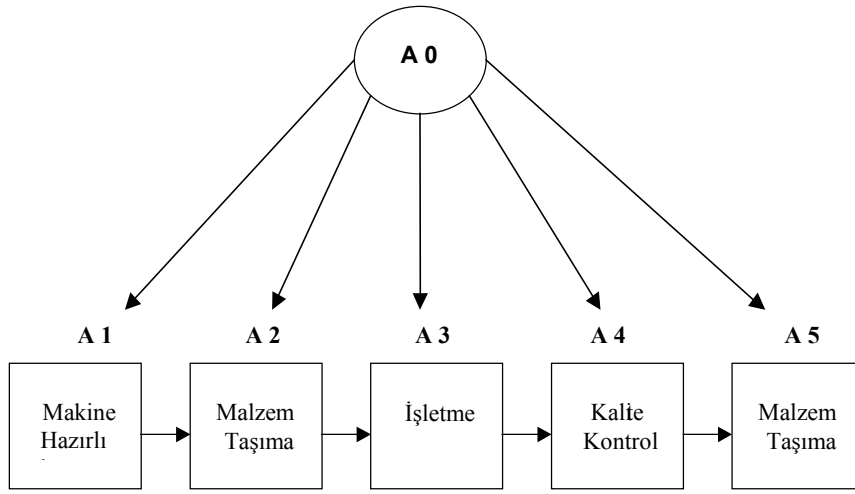 A 0
A 1
A 2
A 3
A 4
A 5
Makine
Hazırlı
Malzem
Taşıma
İşletme
Kalite
Kontrol
Malzem
Taşıma